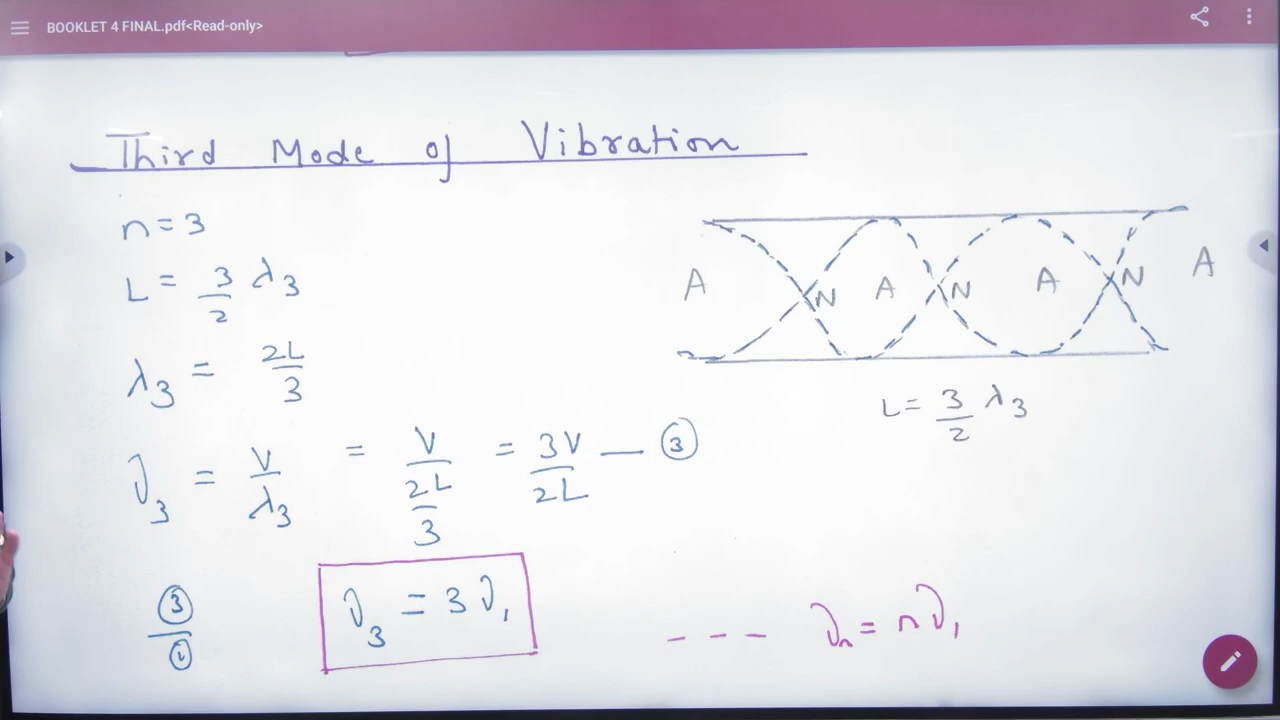 BOOKLET 4 FINAL.pdf<Read-only>
Third Mode of Vibration
n = 3
L = 3/2 λ3
λ3 = 2L/3
ν3 = V/λ3 = V/(2L/3) = 3V/2L — ③
③/①
ν3 = 3ν1
- - - νn = nν1
A N A N A N A
L = 3/2 λ3